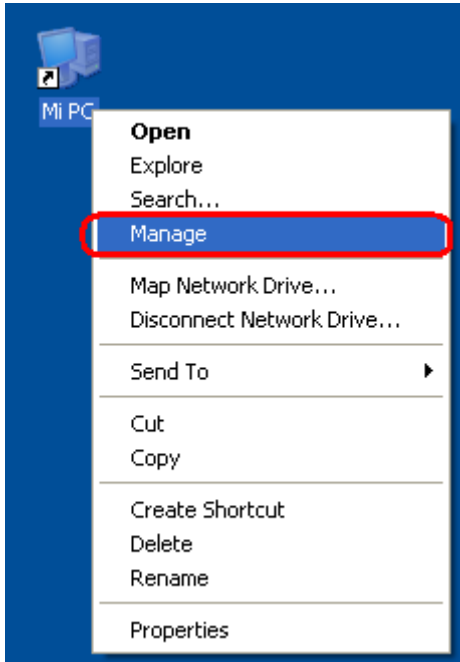 Mi PC
Open
Explore
Search...
Manage
Map Network Drive...
Disconnect Network Drive...
Send To
Cut
Copy
Create Shortcut
Delete
Rename
Properties